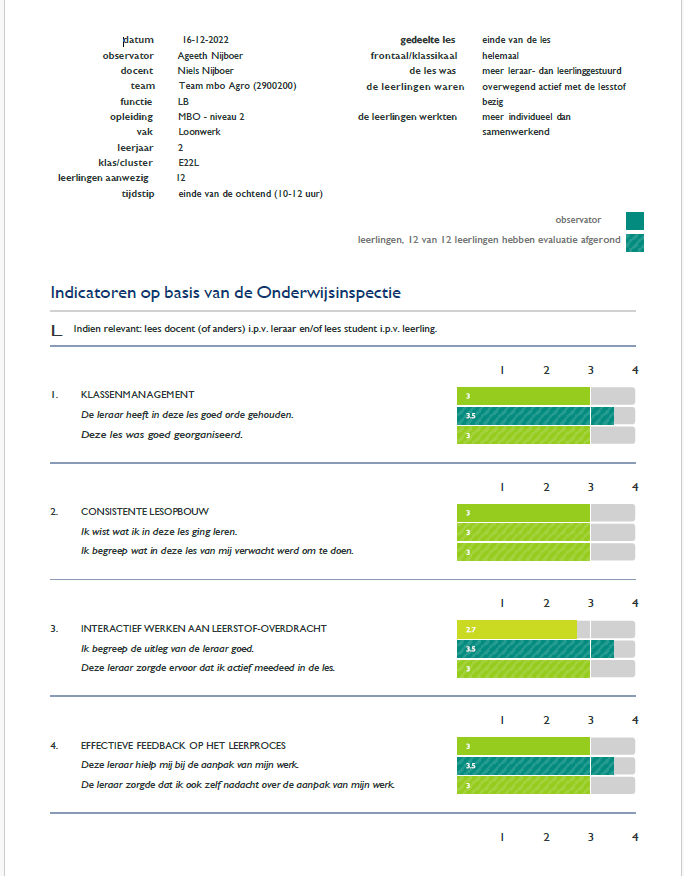 datum 16-12-2022 gedeelte les einde van de les
observator Ageeth Nijboer frontaal/klassikaal helemaal
docent Niels Nijboer de les was meer leraar- dan leerlinggestuurd
team Team mbo Agro (2900200) de leerlingen waren overwegend actief met de lesstof
functie LB bezig
opleiding MBO - niveau 2 de leerlingen werkten meer individueel dan
vak Loonwerk samenwerkend
leerjaar 2
klas/cluster E22L
leerlingen aanwezig 12
tijdstip einde van de ochtend (10-12 uur)
observator
leerlingen, 12 van 12 leerlingen hebben evaluatie afgerond
Indicatoren op basis van de Onderwijsinspectie
Indien relevant: lees docent (of anders) i.p.v. leraar en/of lees student i.p.v. leerling.
1 2 3 4
1. KLASSENMANAGEMENT 3
De leraar heeft in deze les goed orde gehouden. 3.5
Deze les was goed georganiseerd. 3
1 2 3 4
2. CONSISTENTE LESOPBOUW 3
Ik wist wat ik in deze les ging leren. 3
Ik begreep wat in deze les van mij verwacht werd om te doen. 3
1 2 3 4
3. INTERACTIEF WERKEN AAN LEERSTOF-OVERDRACHT 2.7
Ik begreep de uitleg van de leraar goed. 3.5
Deze leraar zorgde ervoor dat ik actief meedeed in de les. 3
1 2 3 4
4. EFFECTIEVE FEEDBACK OP HET LEERPROCES 3
Deze leraar hielp mij bij de aanpak van mijn werk. 3.5
De leraar zorgde dat ik ook zelf nadacht over de aanpak van mijn werk. 3
1 2 3 4